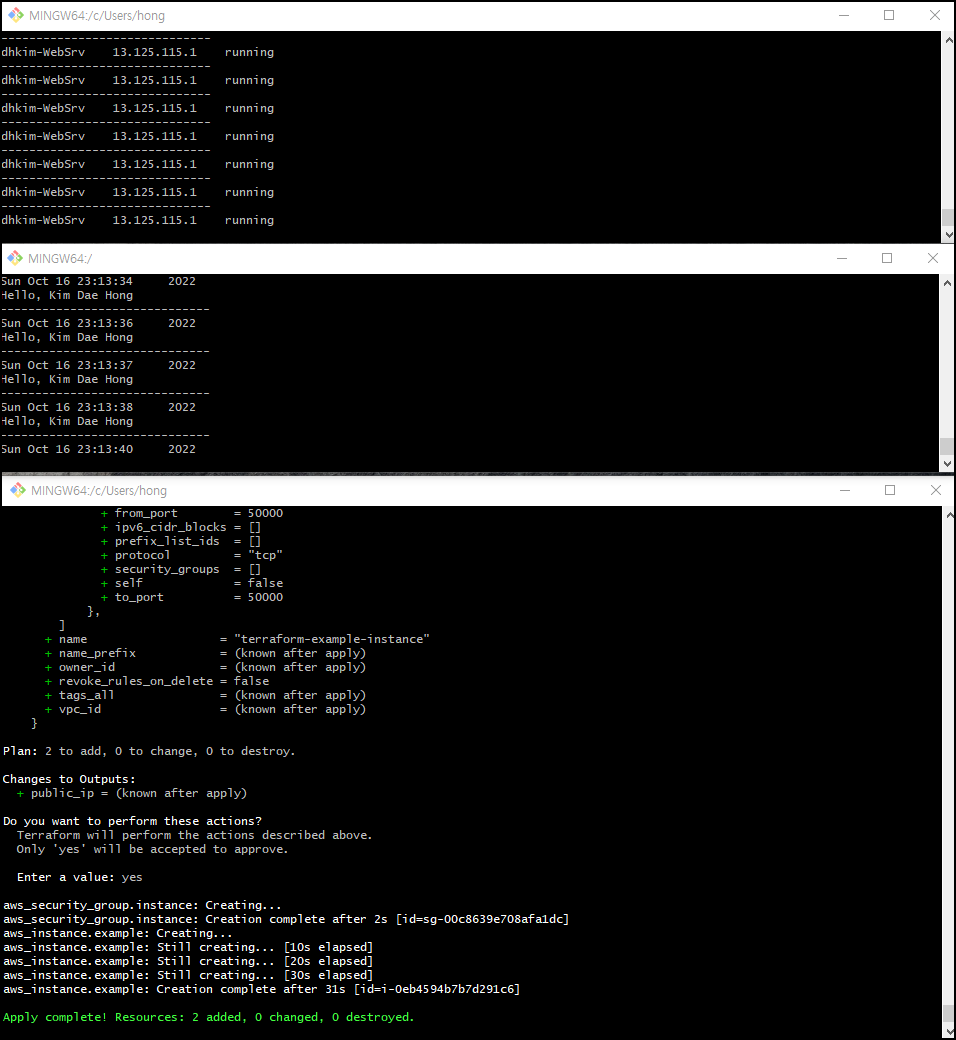 MINGW64:/c/Users/hong
------------------------------
dhkim-WebSrv    13.125.115.1    running
------------------------------
dhkim-WebSrv    13.125.115.1    running
------------------------------
dhkim-WebSrv    13.125.115.1    running
------------------------------
dhkim-WebSrv    13.125.115.1    running
------------------------------
dhkim-WebSrv    13.125.115.1    running
------------------------------
dhkim-WebSrv    13.125.115.1    running
------------------------------
dhkim-WebSrv    13.125.115.1    running
MINGW64:/
Sun Oct 16 23:13:34     2022
Hello, Kim Dae Hong
------------------------------
Sun Oct 16 23:13:36     2022
Hello, Kim Dae Hong
------------------------------
Sun Oct 16 23:13:37     2022
Hello, Kim Dae Hong
------------------------------
Sun Oct 16 23:13:38     2022
Hello, Kim Dae Hong
------------------------------
Sun Oct 16 23:13:40     2022
MINGW64:/c/Users/hong
+ from_port        = 50000
+ ipv6_cidr_blocks = []
+ prefix_list_ids  = []
+ protocol         = "tcp"
+ security_groups  = []
+ self             = false
+ to_port          = 50000
},
]
+ name                   = "terraform-example-instance"
+ name_prefix            = (known after apply)
+ owner_id               = (known after apply)
+ revoke_rules_on_delete = false
+ tags_all               = (known after apply)
+ vpc_id                 = (known after apply)
}
Plan: 2 to add, 0 to change, 0 to destroy.
Changes to Outputs:
+ public_ip = (known after apply)
Do you want to perform these actions?
Terraform will perform the actions described above.
Only 'yes' will be accepted to approve.
Enter a value: yes
aws_security_group.instance: Creating...
aws_security_group.instance: Creation complete after 2s [id=sg-00c8639e708afa1dc]
aws_instance.example: Creating...
aws_instance.example: Still creating... [10s elapsed]
aws_instance.example: Still creating... [20s elapsed]
aws_instance.example: Still creating... [30s elapsed]
aws_instance.example: Creation complete after 31s [id=i-0eb4594b7b7d291c6]
Apply complete! Resources: 2 added, 0 changed, 0 destroyed.